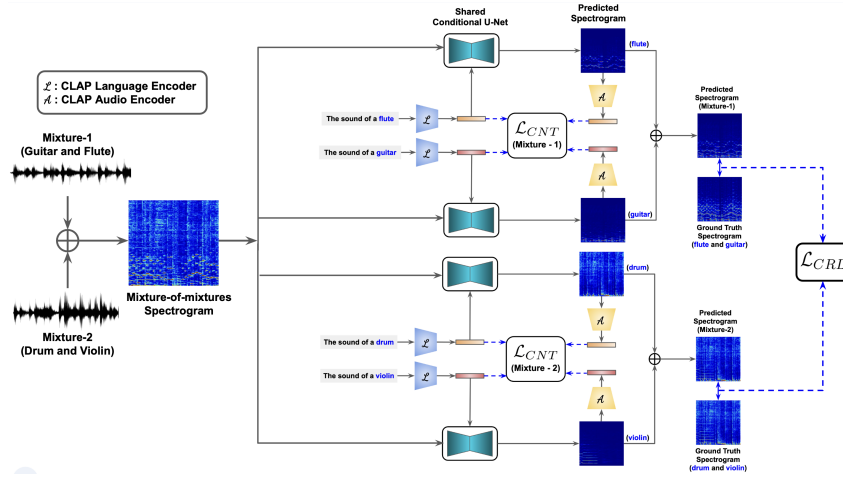 Shared
Conditional U-Net
Predicted
Spectrogram
(flute)
ℒ : CLAP Language Encoder
𝒜 : CLAP Audio Encoder
𝒜
Predicted
Spectrogram
(Mixture-1)
The sound of a flute
ℒ
ℒ_CNT
(Mixture - 1)
Mixture-1
(Guitar and Flute)
The sound of a guitar
ℒ
𝒜
(guitar)
Ground Truth
Spectrogram
(flute and guitar)
ℒ_CRL
(drum)
Mixture-of-mixtures
Spectrogram
𝒜
Predicted
Spectrogram
(Mixture-2)
Mixture-2
(Drum and Violin)
The sound of a drum
ℒ
ℒ_CNT
(Mixture - 2)
The sound of a violin
ℒ
𝒜
(violin)
Ground Truth
Spectrogram
(drum and violin)